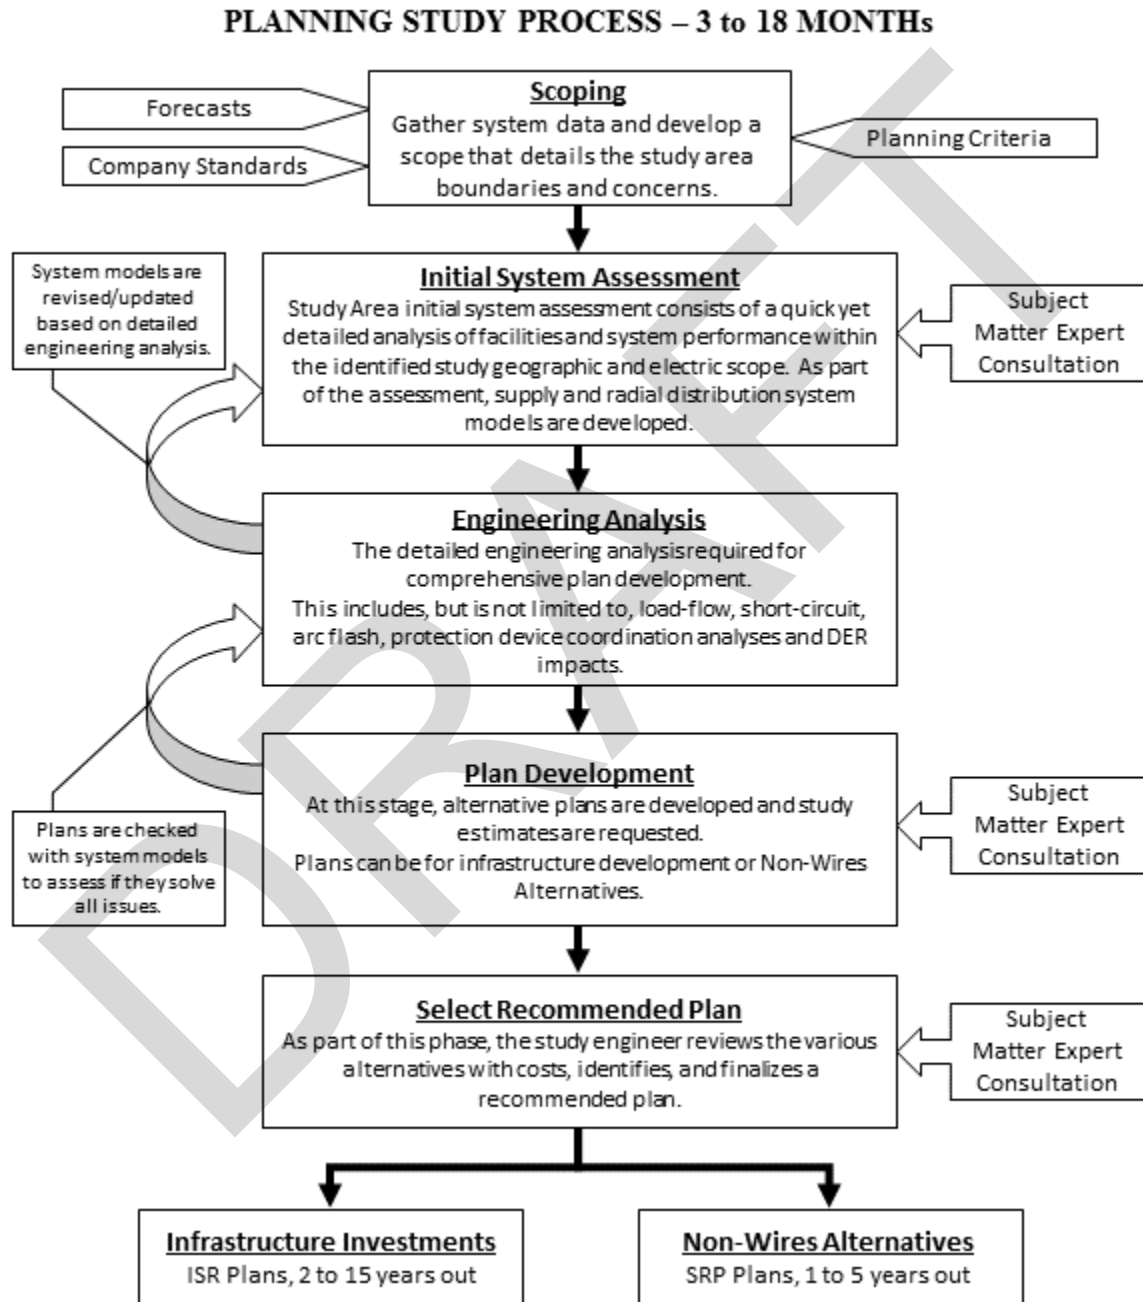 PLANNING STUDY PROCESS – 3 to 18 MONTHs
Forecasts
Company Standards
Scoping
Gather system data and develop a
scope that details the study area
boundaries and concerns.
Planning Criteria
System models are
revised/updated
based on detailed
engineering analysis.
Initial System Assessment
Study Area initial system assessment consists of a quick yet
detailed analysis of facilities and system performance within
the identified study geographic and electric scope. As part
of the assessment, supply and radial distribution system
models are developed.
Subject
Matter Expert
Consultation
Engineering Analysis
The detailed engineering analysis required for
comprehensive plan development.
This includes, but is not limited to, load-flow, short-circuit,
arc flash, protection device coordination analyses and DER
impacts.
Plans are checked
with system models
to assess if they solve
all issues.
Plan Development
At this stage, alternative plans are developed and study
estimates are requested.
Plans can be for infrastructure development or Non-Wires
Alternatives.
Subject
Matter Expert
Consultation
Select Recommended Plan
As part of this phase, the study engineer reviews the various
alternatives with costs, identifies, and finalizes a
recommended plan.
Subject
Matter Expert
Consultation
Infrastructure Investments
ISR Plans, 2 to 15 years out
Non-Wires Alternatives
SRP Plans, 1 to 5 years out
DRAFT